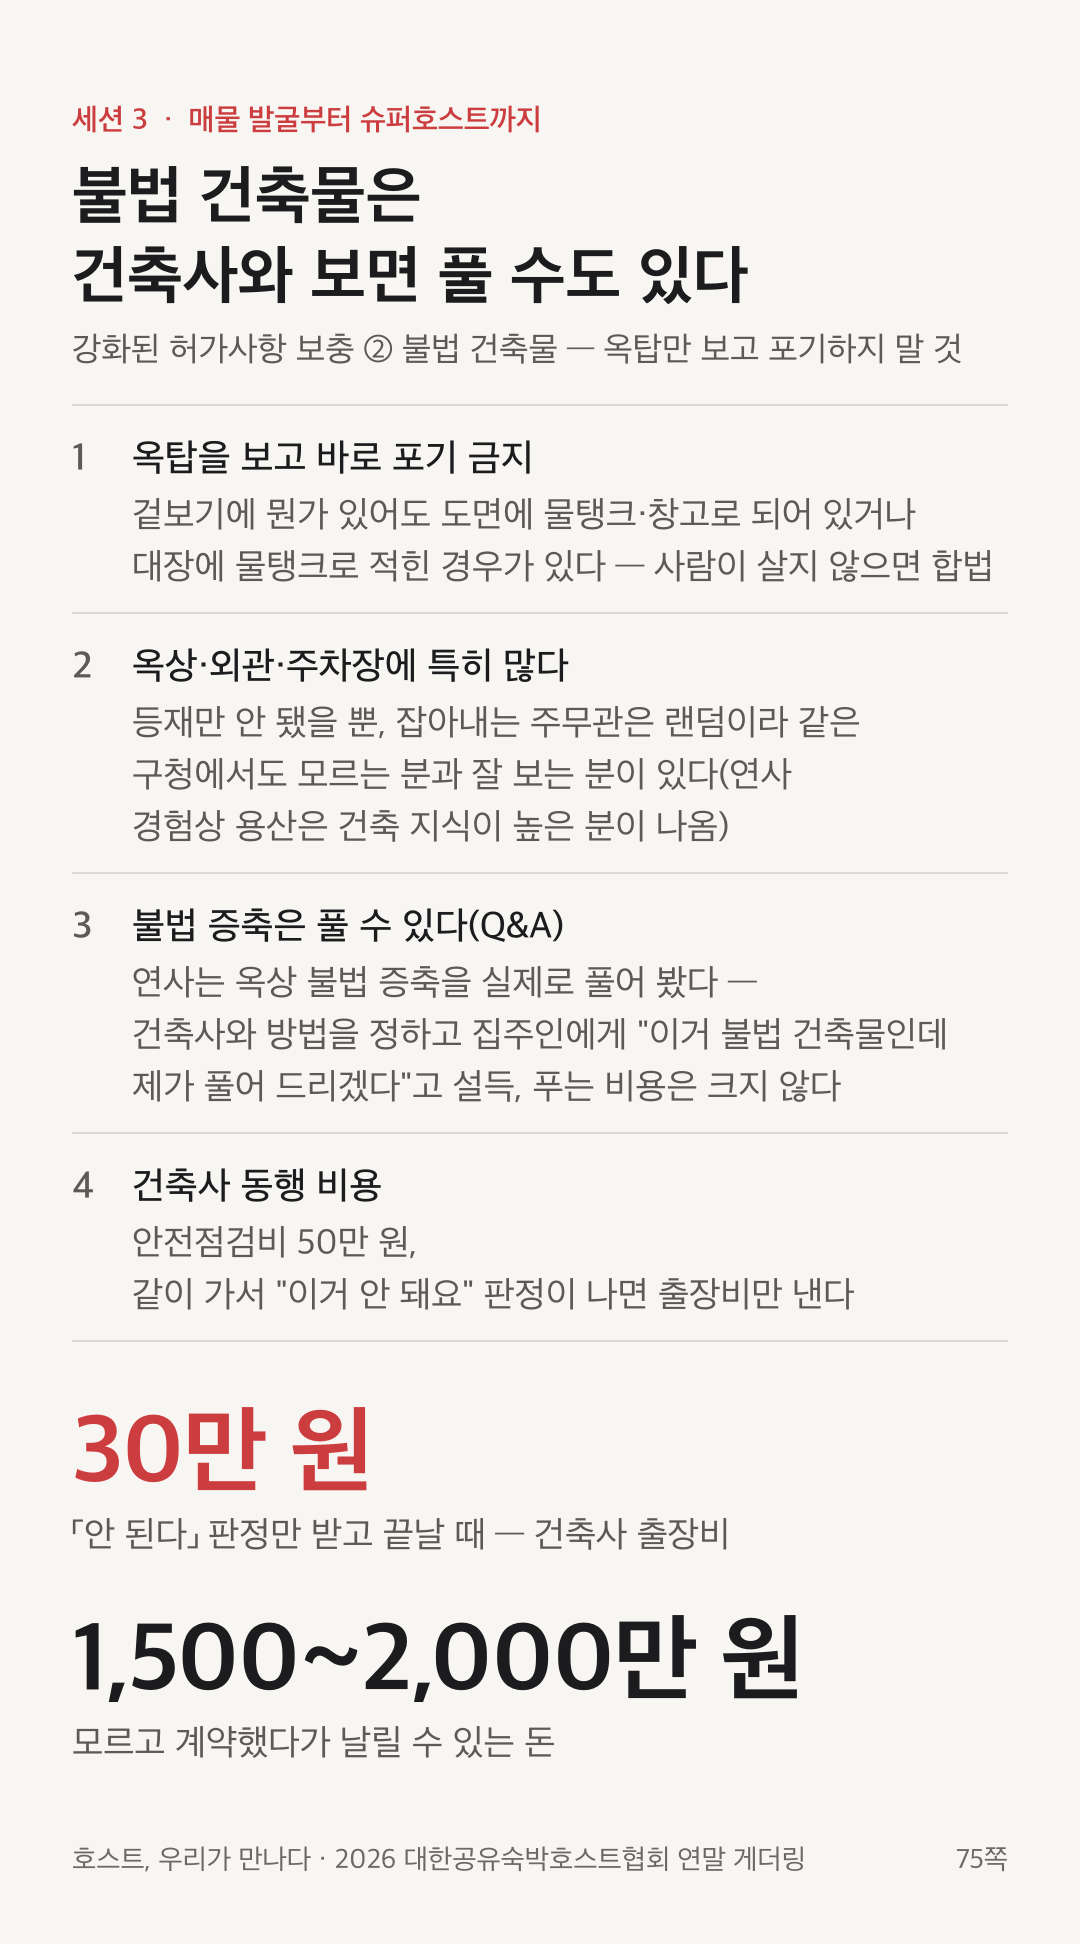 세션 3 · 매물 발굴부터 슈퍼호스트까지
불법 건축물은
건축사와 보면 풀 수도 있다
강화된 허가사항 보충 ② 불법 건축물 — 옥탑만 보고 포기하지 말 것
1 옥탑을 보고 바로 포기 금지
겉보기에 뭔가 있어도 도면에 물탱크·창고로 되어 있거나
대장에 물탱크로 적힌 경우가 있다 — 사람이 살지 않으면 합법
2 옥상·외관·주차장에 특히 많다
등재만 안 됐을 뿐, 잡아내는 주무관은 랜덤이라 같은
구청에서도 모르는 분과 잘 보는 분이 있다(연사
경험상 용산은 건축 지식이 높은 분이 나옴)
3 불법 증축은 풀 수 있다(Q&A)
연사는 옥상 불법 증축을 실제로 풀어 봤다 —
건축사와 방법을 정하고 집주인에게 "이거 불법 건축물인데
제가 풀어 드리겠다"고 설득, 푸는 비용은 크지 않다
4 건축사 동행 비용
안전점검비 50만 원,
같이 가서 "이거 안 돼요" 판정이 나면 출장비만 낸다
30만 원
「안 된다」 판정만 받고 끝날 때 — 건축사 출장비
1,500~2,000만 원
모르고 계약했다가 날릴 수 있는 돈
호스트, 우리가 만나다 · 2026 대한공유숙박호스트협회 연말 게더링 75쪽